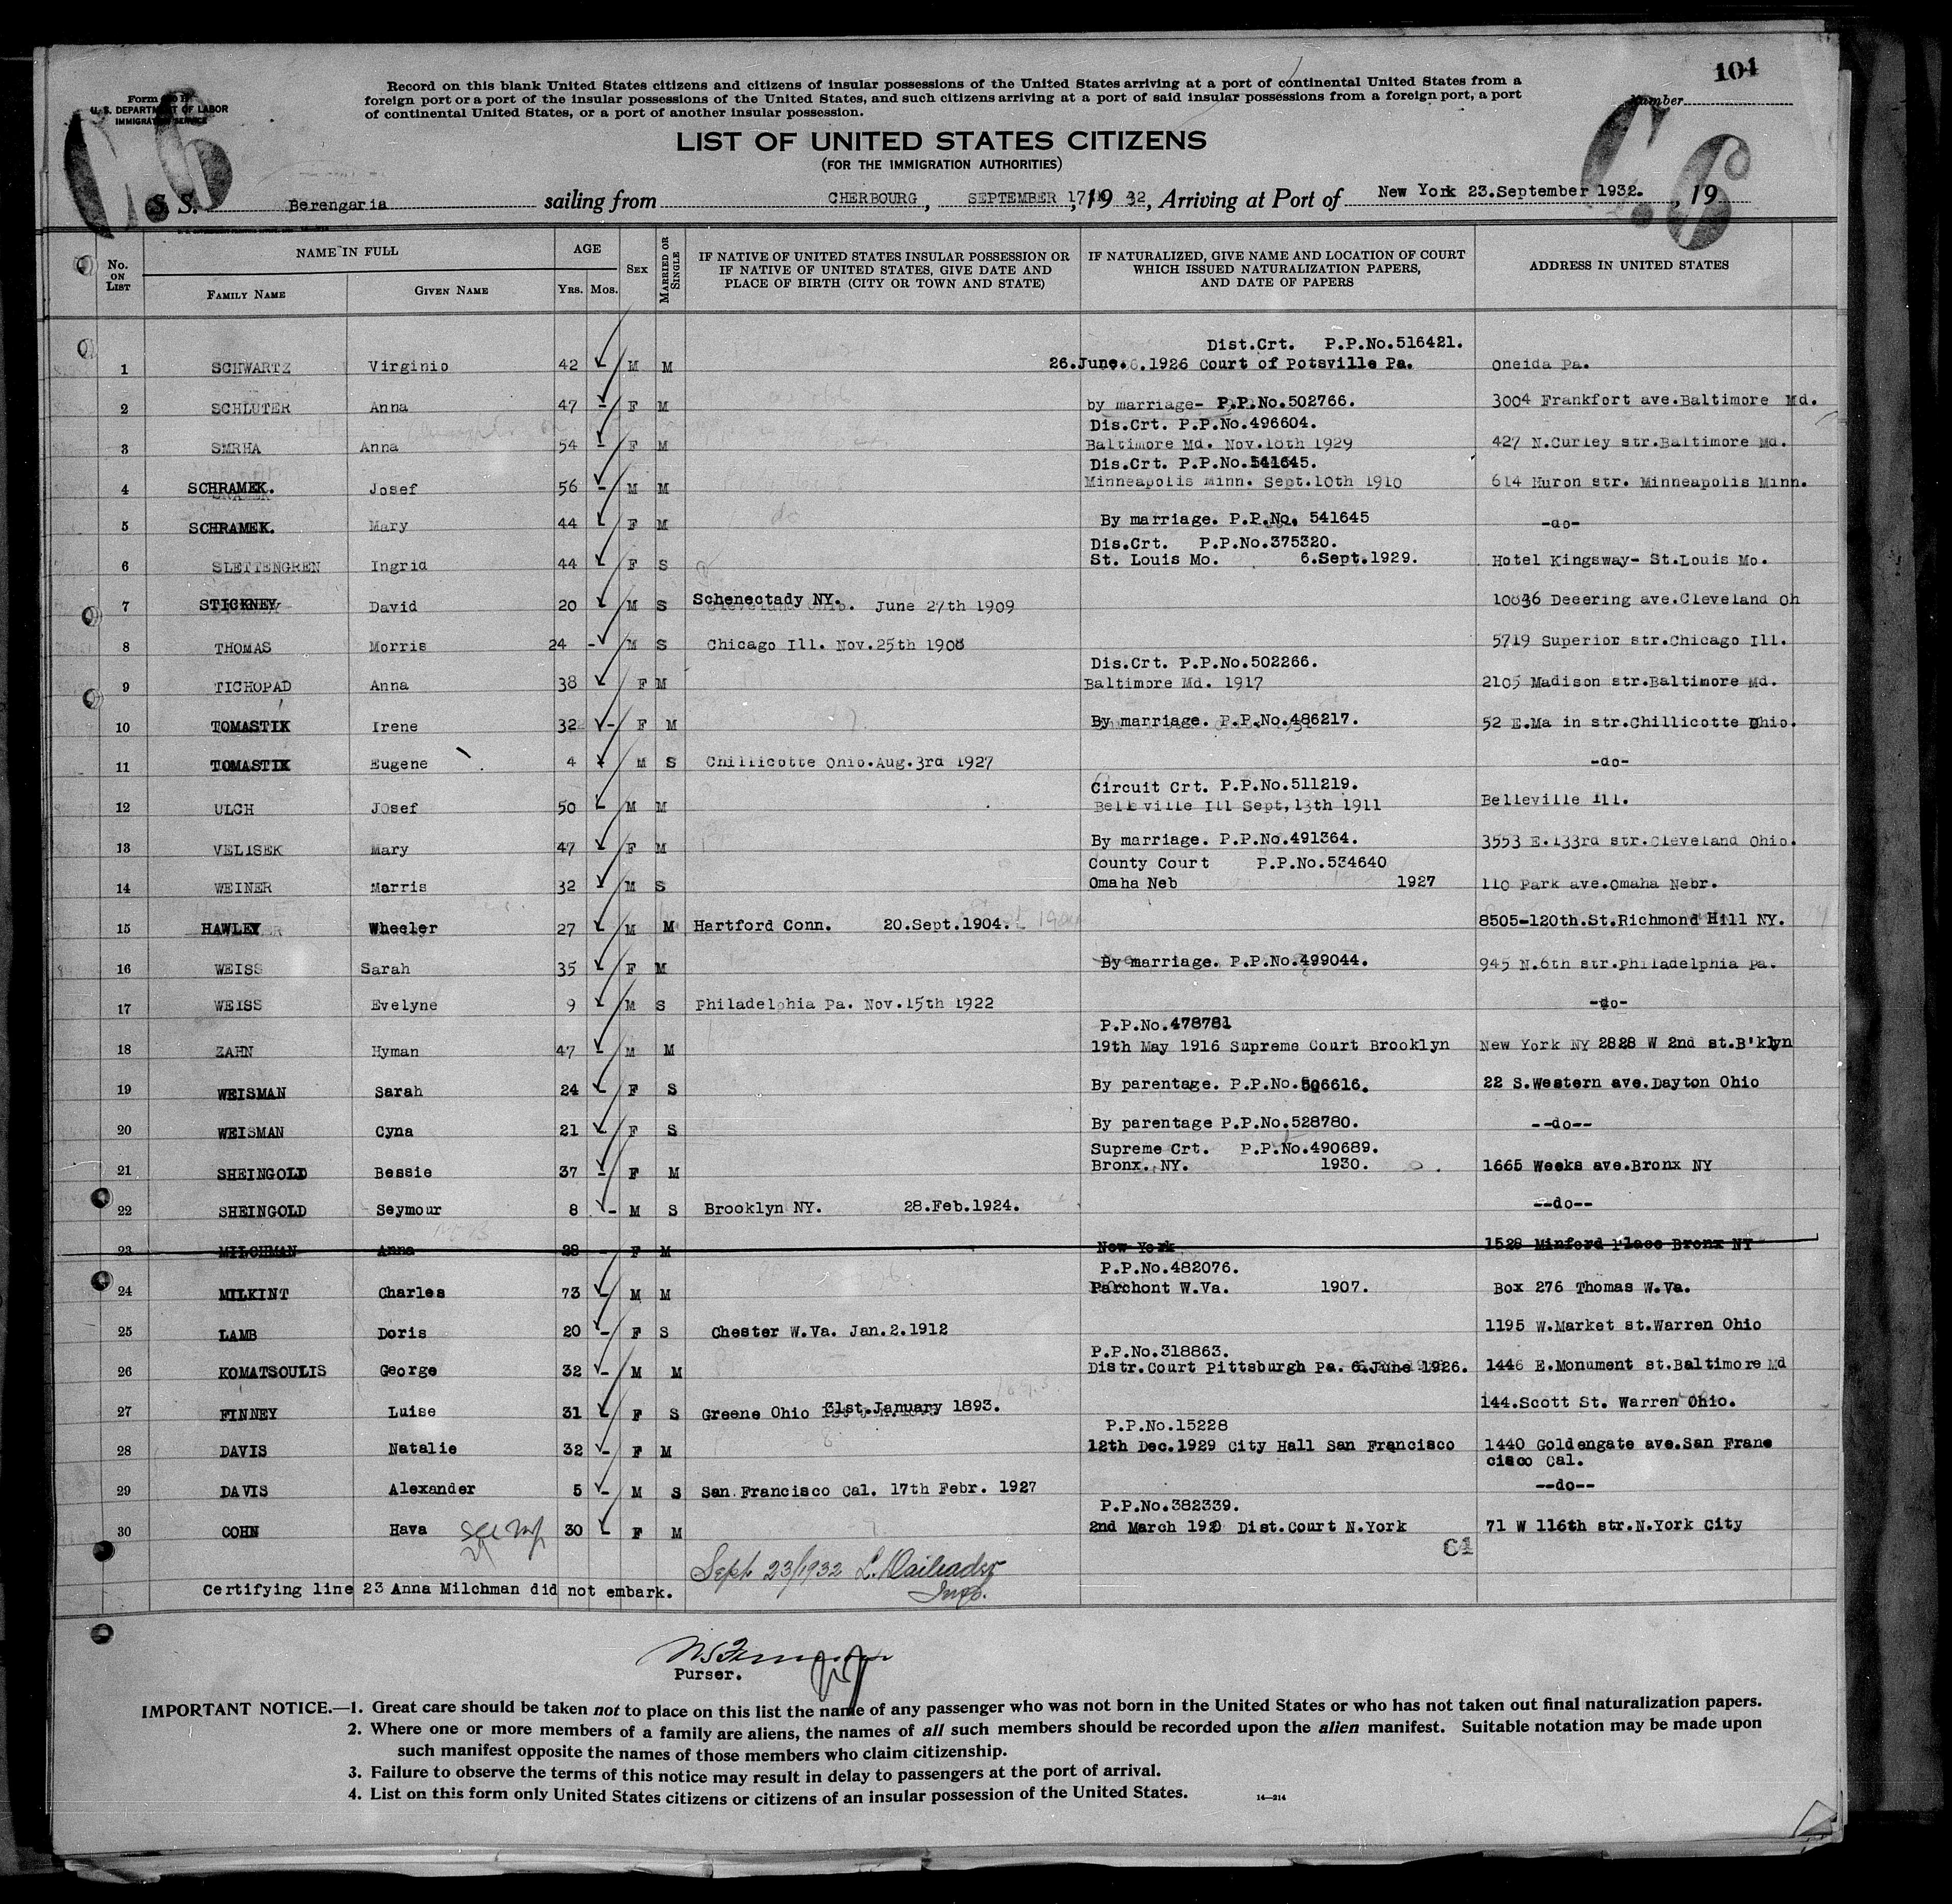 104
Record on this blank United States citizens and citizens of insular possessions of the United States arriving at a port of continental United States from a
foreign port or a port of the insular possessions of the United States, and such citizens arriving at a port of said insular possessions from a foreign port, a port
of continental United States, or a port of another insular possession.
Form
U. S. DEPARTMENT OF LABOR
IMMIGRATION SERVICE
Number
C6
C6
LIST OF UNITED STATES CITIZENS
(FOR THE IMMIGRATION AUTHORITIES)
S. S. Berengaria sailing from CHERBOURG, SEPTEMBER 17th, 19 32, Arriving at Port of New York 23.September 1932., 19
No. ON LIST NAME IN FULL AGE SEX MARRIED OR SINGLE IF NATIVE OF UNITED STATES INSULAR POSSESSION OR IF NATIVE OF UNITED STATES, GIVE DATE AND PLACE OF BIRTH (CITY OR TOWN AND STATE) IF NATURALIZED, GIVE NAME AND LOCATION OF COURT WHICH ISSUED NATURALIZATION PAPERS, AND DATE OF PAPERS ADDRESS IN UNITED STATES
FAMILY NAME GIVEN NAME YRS. MOS.
Dist.Crt. P.P.No.516421.
1 SCHWARTZ Virginio 42 M M 26.June.1926 Court of Potsville Pa. Oneida Pa.
2 SCHLUTER Anna 47 - F M by marriage- P.P.No.502766. 3004 Frankfort ave.Baltimore Md.
Dis.Crt. P.P.No.496604.
3 SMRHA Anna 54 - F M Baltimore Md. Nov.18th 1929 427 N.Curley str.Baltimore Md.
Dis.Crt. P.P.No.541645.
4 SCHRAMEK. Josef 56 - M M Minneapolis Minn. Sept.10th 1910 614 Huron str. Minneapolis Minn.
5 SCHRAMEK. Mary 44 F M By marriage. P.P.No. 541645 -do-
Dis.Crt. P.P.No.375320.
6 SLETTENGREN Ingrid 44 F S St. Louis Mo. 6.Sept.1929. Hotel Kingsway- St.Louis Mo.
7 STICKNEY David 20 M S Schenectady NY. June 27th 1909 10836 Deering ave.Cleveland Oh
8 THOMAS Morris 24 - M S Chicago Ill. Nov.25th 1908 5719 Superior str.Chicago Ill.
Dis.Crt. P.P.No.502266.
9 TICHOPAD Anna 38 F M Baltimore Md. 1917 2105 Madison str.Baltimore Md.
10 TOMASTIK Irene 32 - F M By marriage. P.P.No.486217. 52 E.Ma in str.Chillicotte Ohio.
11 TOMASTIK Eugene 4 M S Chillicotte Ohio.Aug.3rd 1927 -do-
Circuit Crt. P.P.No.511219.
12 ULCH Josef 50 M M Belleville Ill Sept,13th 1911 Belleville Ill.
13 VELISEK Mary 47 F M By marriage. P.P.No.491364. 3553 E.133rd str.Cleveland Ohio.
County Court P.P.No.534640
14 WEINER Morris 32 M S Omaha Neb 1927 110 Park ave.Omaha Nebr.
15 HAWLEY Wheeler 27 M M Hartford Conn. 20.Sept.1904. 8505-120th.St.Richmond Hill NY.
16 WEISS Sarah 35 F M By marriage. P.P.No.499044. 945 N.6th str.Philadelphia Pa.
17 WEISS Evelyne 9 M S Philadelphia Pa. Nov.15th 1922 -do-
P.P.No.478781
18 ZAHN Hyman 47 - M M 19th May 1916 Supreme Court Brooklyn New York NY 2828 W 2nd st.B'klyn
19 WEISMAN Sarah 24 F S By parentage. P.P.No.506616. 22 S.Western ave.Dayton Ohio
20 WEISMAN Cyna 21 F S By parentage P.P.No.528780. --do--
Supreme Crt. P.P.No.490689.
21 SHEINGOLD Bessie 37 - F M Bronx. NY. 1930. 1665 Weeks ave.Bronx NY
22 SHEINGOLD Seymour 8 - M S Brooklyn NY. 28.Feb.1924. --do--
23 MILCHMAN Anna 28 - F M New York 1528 Minford Place Bronx NY
P.P.No.482076.
24 MILKINT Charles 73 - M M Parchont W.Va. 1907. Box 276 Thomas W.Va.
25 LAMB Doris 20 - F S Chester W.Va. Jan.2.1912 1195 W.Market st.Warren Ohio
P.P.No.318863.
26 KOMATSOULIS George 32 - M M Distr.Court Pittsburgh Pa. 6.June 1926. 1446 E.Monument st.Baltimore Md
27 FINNEY Luise 31 F S Greene Ohio 31st.January 1893. 144.Scott St. Warren Ohio.
P.P.No.15228
28 DAVIS Natalie 32 - F M 12th Dec.1929 City Hall San Francisco 1440 Goldengate ave.San Fran
cisco Cal.
29 DAVIS Alexander 5 - M S San Francisco Cal. 17th Febr. 1927 --do--
P.P.No.382339.
30 COHN Hava 30 F M 2nd March 1920 Dist.Court N.York 71 W 116th str.N.York City
C1
Sept 23/1932
Insp.
Certifying line 23 Anna Milchman did not embark.
Purser.
IMPORTANT NOTICE.—1. Great care should be taken not to place on this list the name of any passenger who was not born in the United States or who has not taken out final naturalization papers.
2. Where one or more members of a family are aliens, the names of all such members should be recorded upon the alien manifest. Suitable notation may be made upon
such manifest opposite the names of those members who claim citizenship.
3. Failure to observe the terms of this notice may result in delay to passengers at the port of arrival.
4. List on this form only United States citizens or citizens of an insular possession of the United States.
14—214